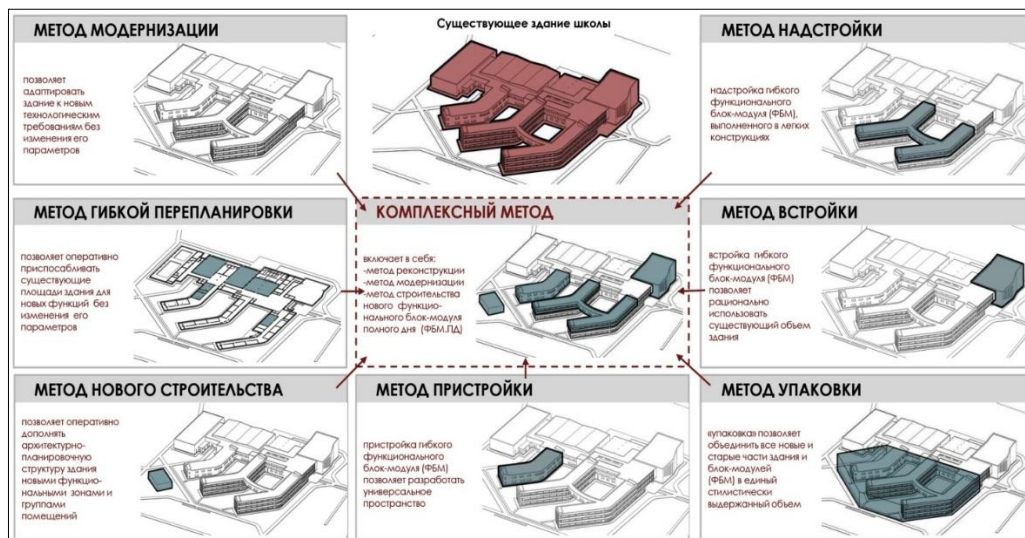 МЕТОД МОДЕРНИЗАЦИИ
позволяет
адаптировать
здание к новым
технологическим
требованиям без
изменения его
параметров
Существующее здание школы
МЕТОД НАДСТРОЙКИ
надстройка гибкого
функционального
блок-модуля (ФБМ),
выполненного в легких
конструкциях
МЕТОД ГИБКОЙ ПЕРЕПЛАНИРОВКИ
позволяет оперативно
приспосабливать
существующие
площади здания для
новых функций без
изменения его
параметров
КОМПЛЕКСНЫЙ МЕТОД
включает в себя:
-метод реконструкции
-метод модернизации
-метод строительства
нового функцио-
нального блок-модуля
полного дня (ФБМ.ПД)
МЕТОД ВСТРОЙКИ
встройка гибкого
функционального
блок-модуля (ФБМ)
позволяет
рационально
использовать
существующий объем
здания
МЕТОД НОВОГО СТРОИТЕЛЬСТВА
позволяет оперативно
дополнять
архитектурно-
планировочную
структуру здания
новыми функцио-
нальными зонами и
группами
помещений
МЕТОД ПРИСТРОЙКИ
пристройка гибкого
функционального
блок-модуля (ФБМ)
позволяет разработать
универсальное
пространство
МЕТОД УПАКОВКИ
«упаковка» позволяет
объединить все новые и
старые части здания и
блок-модулей
(ФБМ) в единый
стилистически
выдержанный объем